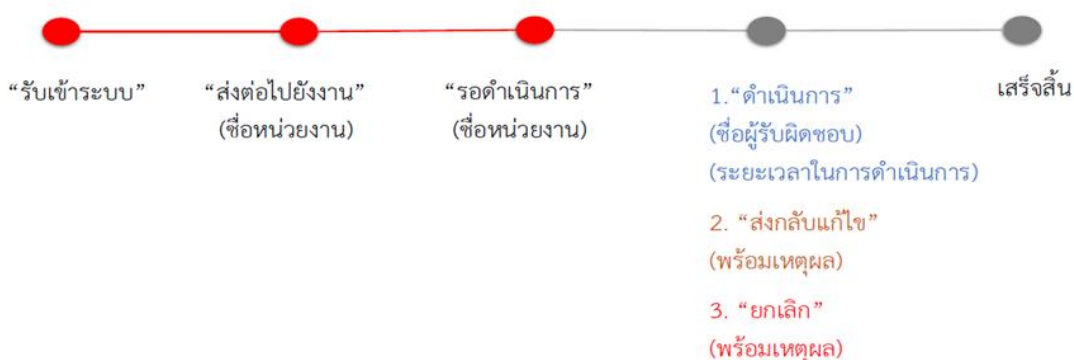 “รับเข้าระบบ”
“ส่งต่อไปยังงาน”
(ชื่อหน่วยงาน)
“รอดำเนินการ”
(ชื่อหน่วยงาน)
1.“ดำเนินการ”
(ชื่อผู้รับผิดชอบ)
(ระยะเวลาในการดำเนินการ)
2. “ส่งกลับแก้ไข”
(พร้อมเหตุผล)
3. “ยกเลิก”
(พร้อมเหตุผล)
เสร็จสิ้น